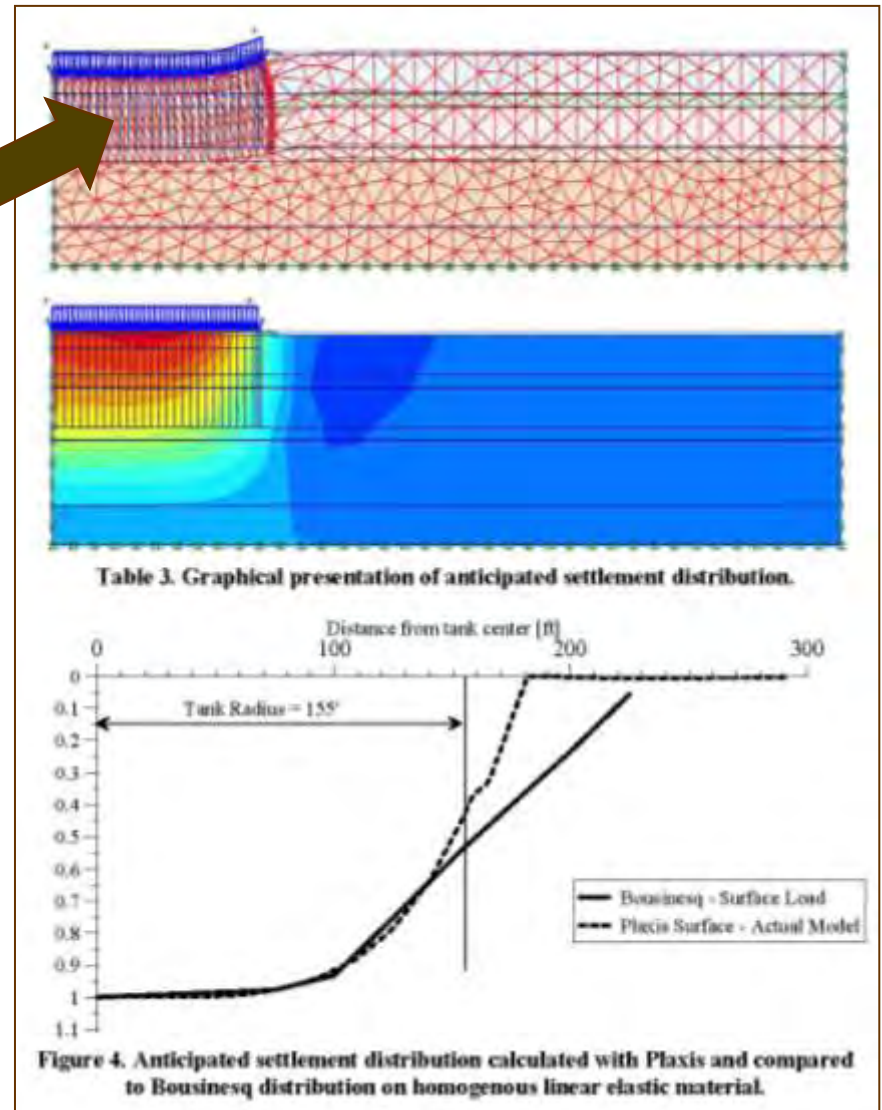 Table 3. Graphical presentation of anticipated settlement distribution.
Distance from tank center [ft]
0 100 200 300
Tank Radius = 155'
0
0.1
0.2
0.3
0.4
0.5
0.6
0.7
0.8
0.9
1
1.1
Bousinesq - Surface Load
Plaxis Surface - Actual Model
Figure 4. Anticipated settlement distribution calculated with Plaxis and compared
to Bousinesq distribution on homogenous linear elastic material.